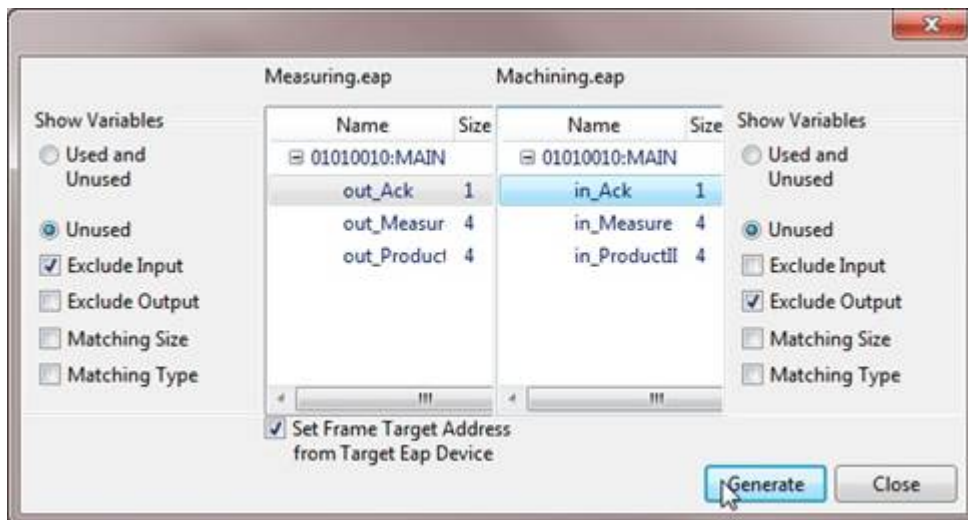 Measuring.eap
Machining.eap
Show Variables
Used and
Unused
Unused
Exclude Input
Exclude Output
Matching Size
Matching Type
Name Size
01010010:MAIN
out_Ack 1
out_Measur 4
out_Product 4
Name Size
01010010:MAIN
in_Ack 1
in_Measure 4
in_ProductII 4
Show Variables
Used and
Unused
Unused
Exclude Input
Exclude Output
Matching Size
Matching Type
Set Frame Target Address
from Target Eap Device
Generate
Close